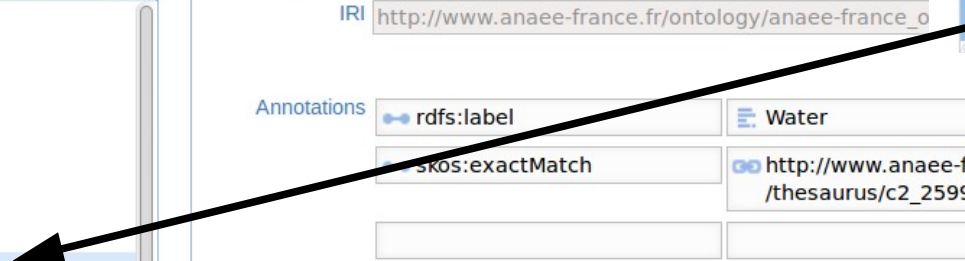 IRI http://www.anaee-france.fr/ontology/anaee-france_o
Annotations rdfs:label Water
skos:exactMatch http://www.anaee-f
/thesaurus/c2_2599